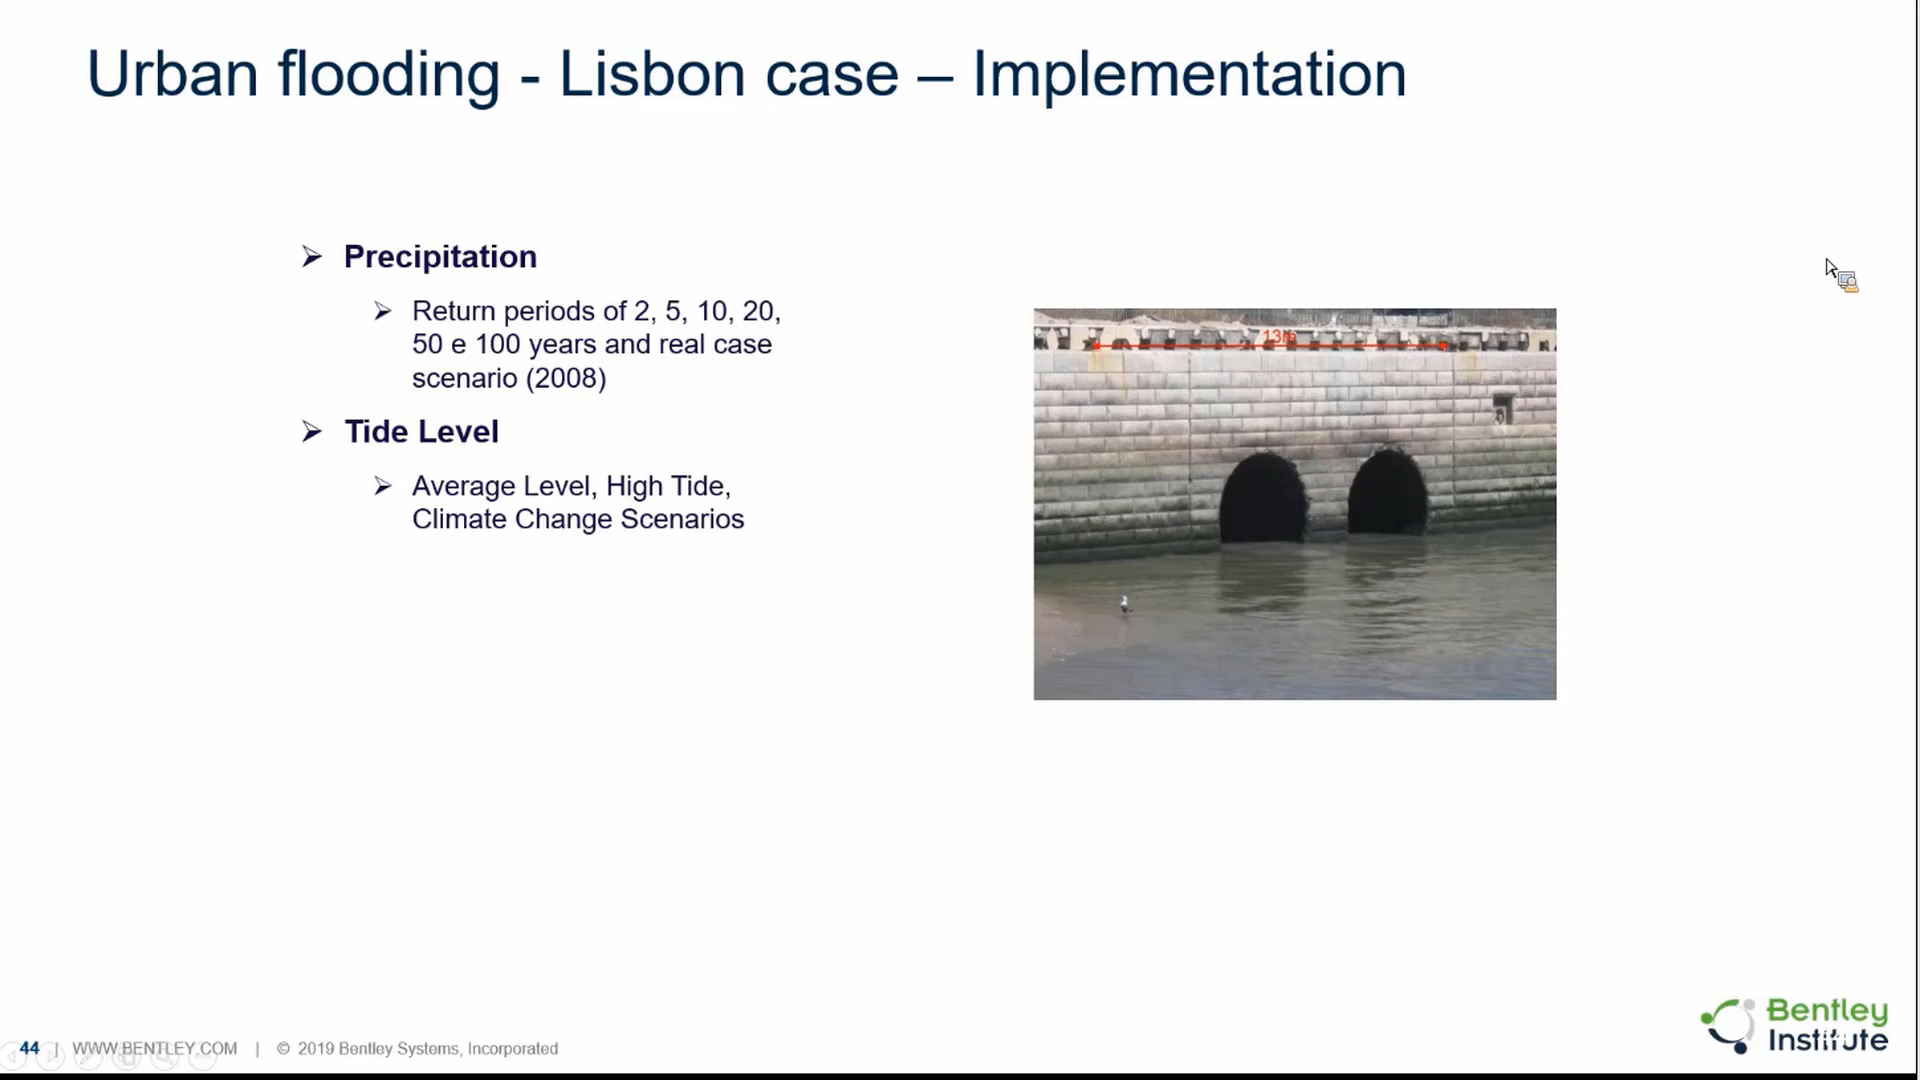 Urban flooding - Lisbon case – Implementation
Precipitation
Return periods of 2, 5, 10, 20,
50 e 100 years and real case
scenario (2008)
Tide Level
Average Level, High Tide,
Climate Change Scenarios
13m
44 | WWW.BENTLEY.COM | © 2019 Bentley Systems, Incorporated
Bentley
Institute